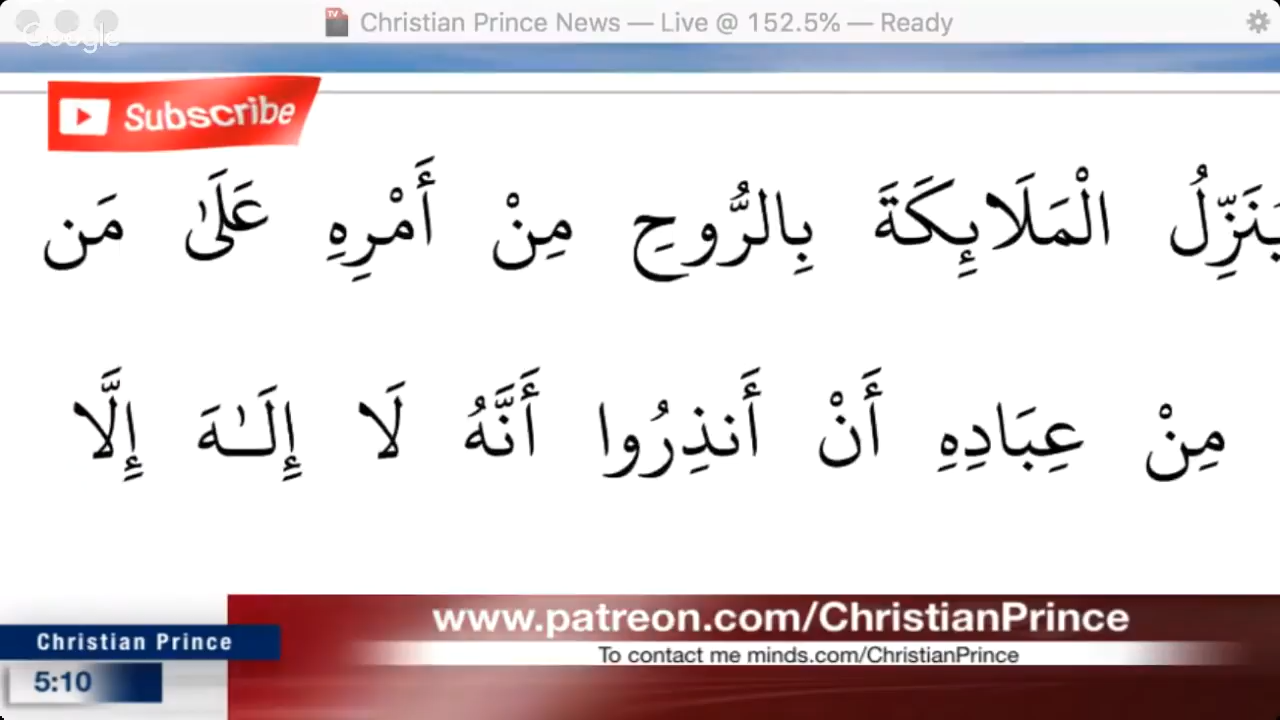 Christian Prince News — Live @ 152.5% — Ready
Google
Subscribe
يُنَزِّلُ الْمَلَائِكَةَ بِالرُّوحِ مِنْ أَمْرِهِ عَلَىٰ مَن
مِنْ عِبَادِهِ أَنْ أَنذِرُوا أَنَّهُ لَا إِلَـٰهَ إِلَّا
www.patreon.com/ChristianPrince
Christian Prince
To contact me minds.com/ChristianPrince
5:10